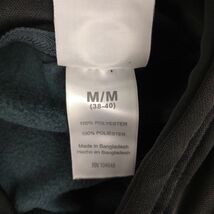 M/M
(38-40)
100% POLYESTER
100% POLYESTER
Made in Bangladesh
Hecho en Bangladesh